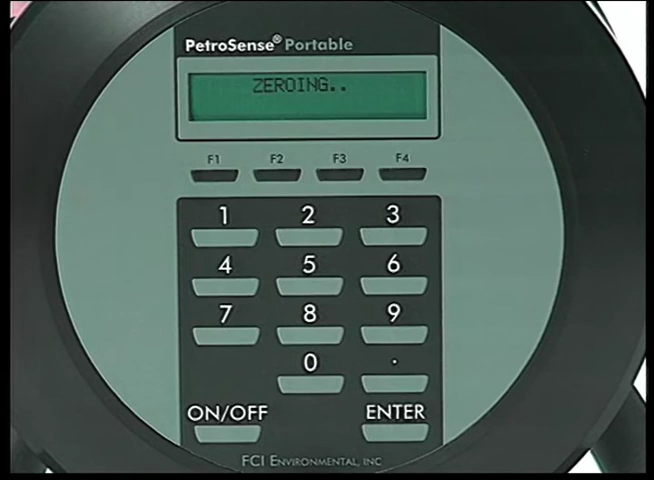 PetroSense® Portable
ZEROING..
F1 F2 F3 F4
1 2 3
4 5 6
7 8 9
0 .
ON/OFF ENTER
FCI ENVIRONMENTAL, INC